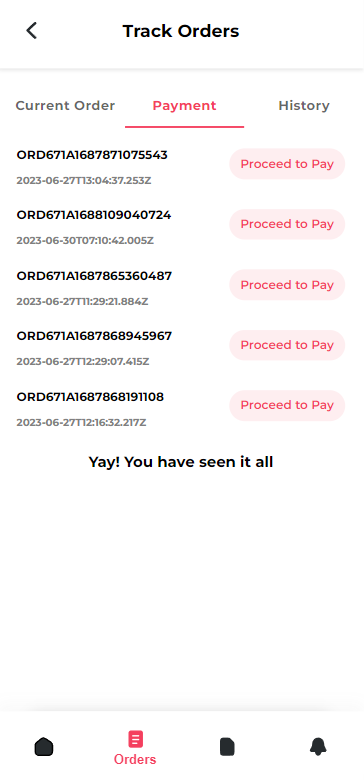 Track Orders
Current Order Payment History
ORD671A1687871075543 Proceed to Pay
2023-06-27T13:04:37.253Z
ORD671A1688109040724 Proceed to Pay
2023-06-30T07:10:42.005Z
ORD671A1687865360487 Proceed to Pay
2023-06-27T11:29:21.884Z
ORD671A1687868945967 Proceed to Pay
2023-06-27T12:29:07.415Z
ORD671A1687868191108 Proceed to Pay
2023-06-27T12:16:32.217Z
Yay! You have seen it all
Orders